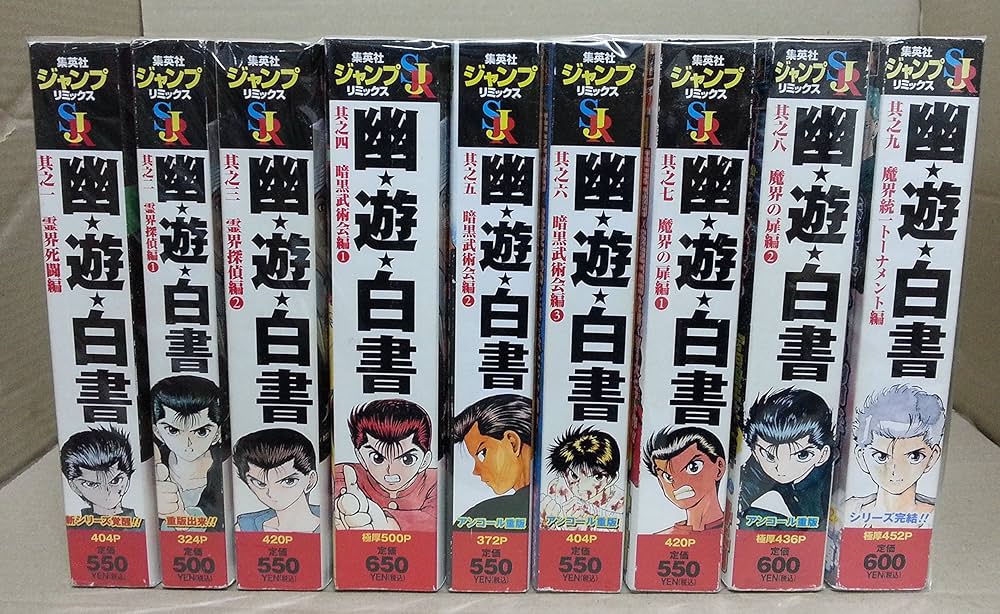 集英社
ジャンプ
リミックス
SJR
幽★遊★白書
其之一 霊界死闘編
新シリーズ覚醒!!
404P
定価
550
YEN(税込)
集英社
ジャンプ
リミックス
SJR
幽★遊★白書
其之二 霊界探偵編1
重版出来!!
324P
定価
500
YEN(税込)
集英社
ジャンプ
リミックス
SJR
幽★遊★白書
其之三 霊界探偵編2
420P
定価
550
YEN(税込)
集英社
ジャンプ
リミックス
SJR
幽★遊★白書
其之四 暗黒武術会編1
極厚500P
定価
650
YEN(税込)
集英社
ジャンプ
リミックス
SJR
幽★遊★白書
其之五 暗黒武術会編2
アンコール重版
372P
定価
550
YEN(税込)
集英社
ジャンプ
リミックス
SJR
幽★遊★白書
其之六 暗黒武術会編3
アンコール重版
404P
定価
550
YEN(税込)
集英社
ジャンプ
リミックス
SJR
幽★遊★白書
其之七 魔界の扉編1
420P
定価
550
YEN(税込)
集英社
ジャンプ
リミックス
SJR
幽★遊★白書
其之八 魔界の扉編2
アンコール重版
極厚436P
定価
600
YEN(税込)
集英社
ジャンプ
リミックス
SJR
幽★遊★白書
其之九 魔界統一トーナメント編
シリーズ完結!!
極厚452P
定価
600
YEN(税込)